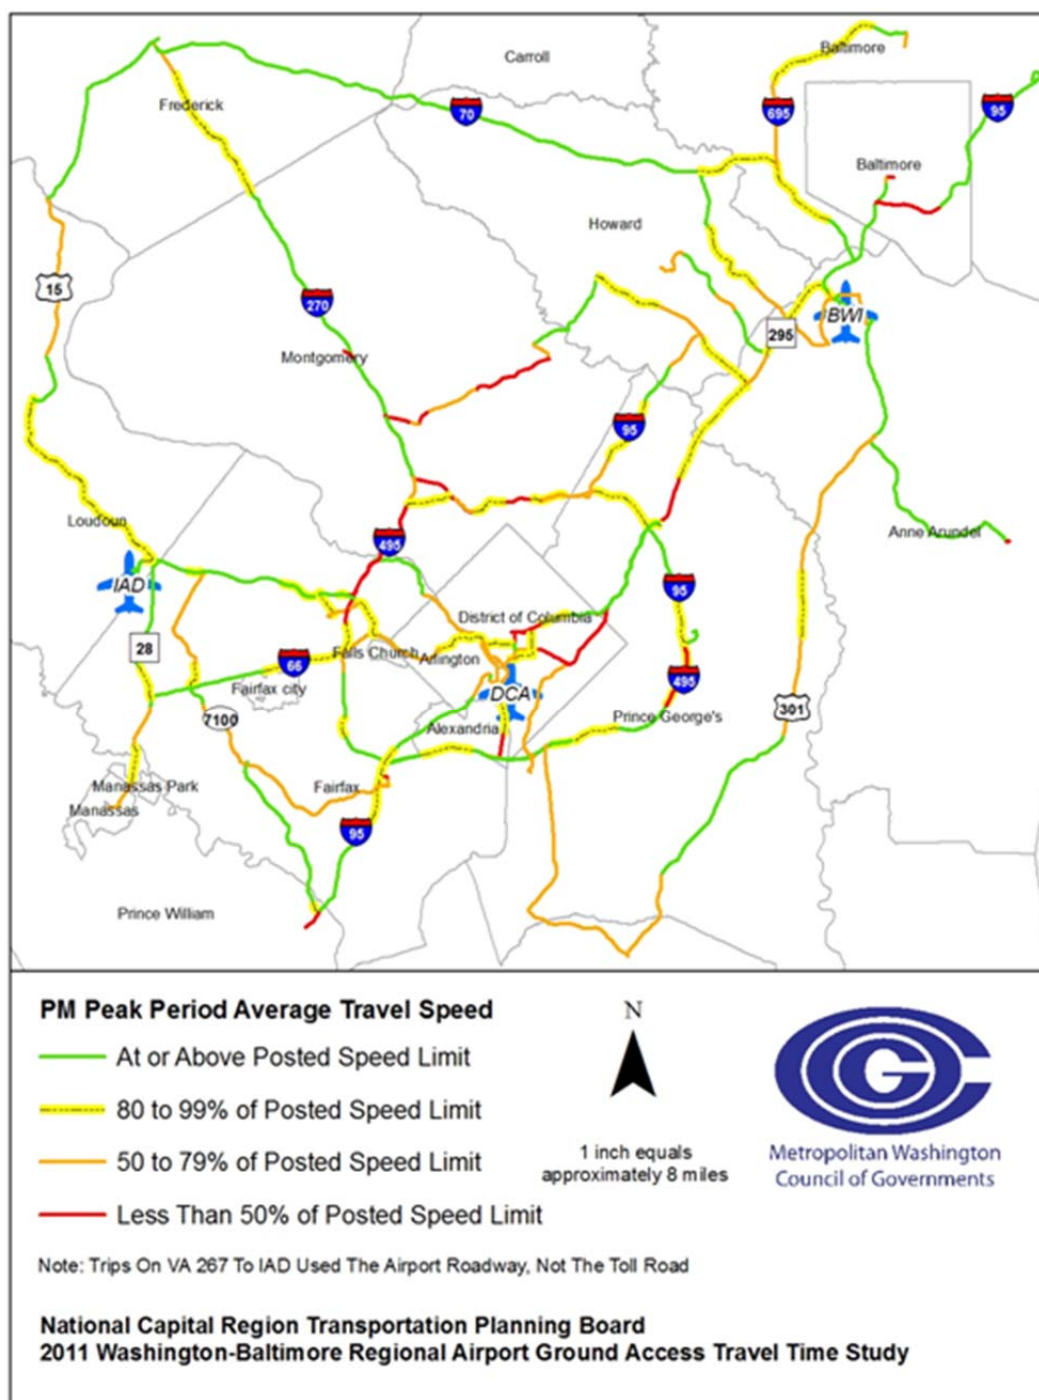 Carroll
Baltimore
Frederick
70
695
95
Baltimore
Howard
15
270
BWI
295
Montgomery
95
Loudoun
495
Anne Arundel
IAD
95
District of Columbia
28
Falls Church
Arlington
66
495
Fairfax city
DCA
301
7100
Prince George's
Alexandria
Manassas Park
Fairfax
Manassas
95
Prince William
PM Peak Period Average Travel Speed
At or Above Posted Speed Limit
80 to 99% of Posted Speed Limit
50 to 79% of Posted Speed Limit
Less Than 50% of Posted Speed Limit
N
1 inch equals
approximately 8 miles
COG
Metropolitan Washington
Council of Governments
Note: Trips On VA 267 To IAD Used The Airport Roadway, Not The Toll Road
National Capital Region Transportation Planning Board
2011 Washington-Baltimore Regional Airport Ground Access Travel Time Study